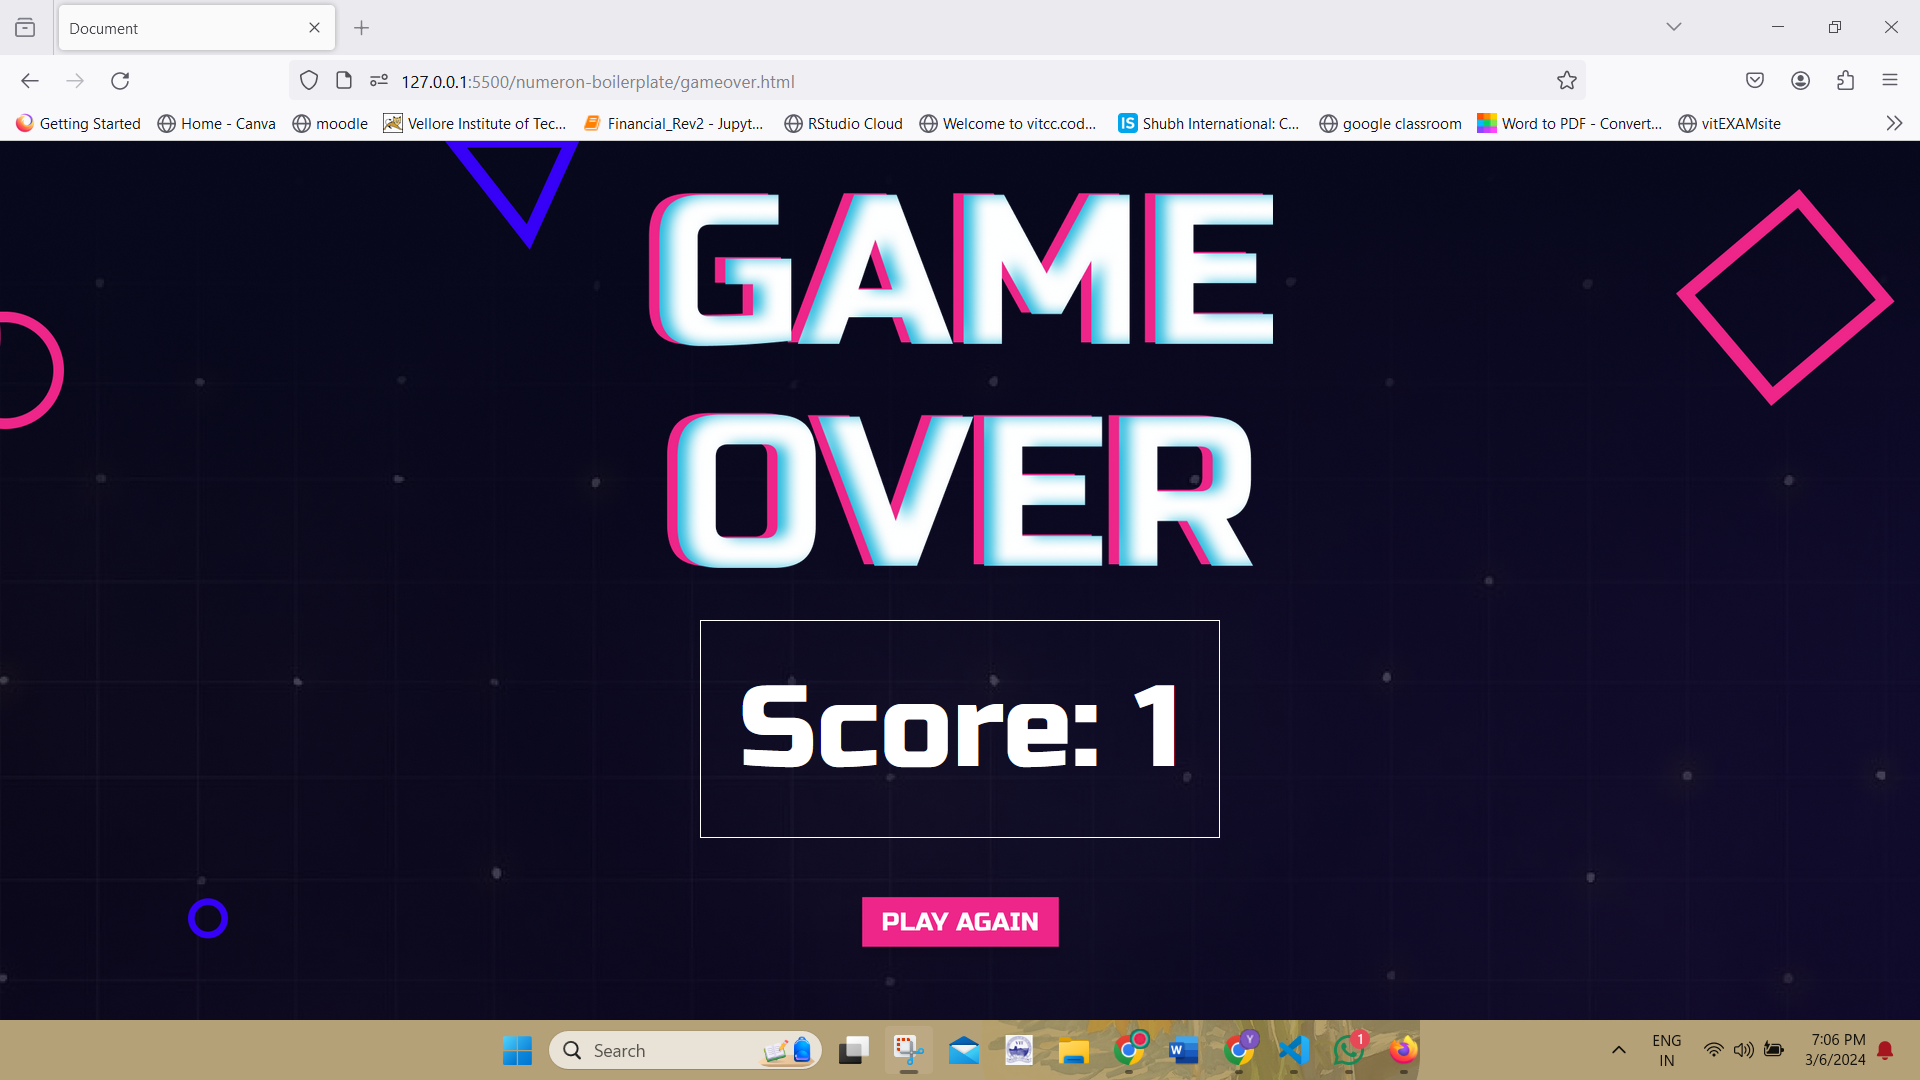 Document
127.0.0.1:5500/numeron-boilerplate/gameover.html
Getting Started Home - Canva moodle Vellore Institute of Tec... Financial_Rev2 - Jupyt... RStudio Cloud Welcome to vitcc.cod... IS Shubh International: C... google classroom Word to PDF - Convert... vitEXAMsite
GAME
OVER
Score: 1
PLAY AGAIN
Search
W
Y
1
ENG
IN
7:06 PM
3/6/2024